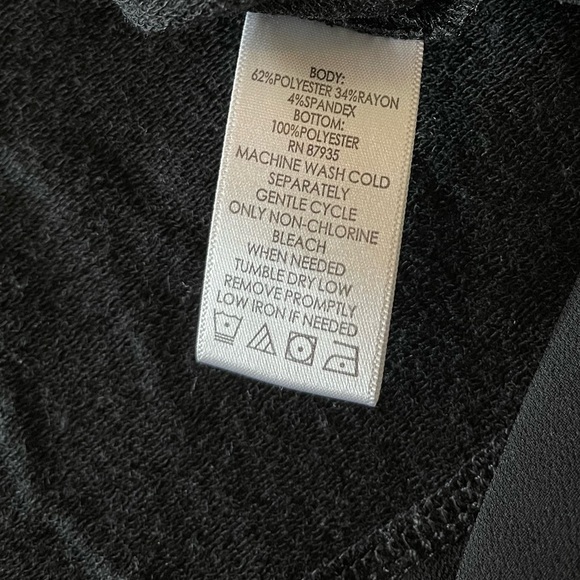 BODY:
62%POLYESTER 34%RAYON
4%SPANDEX
BOTTOM:
100%POLYESTER
RN 87935
MACHINE WASH COLD
SEPARATELY
GENTLE CYCLE
ONLY NON-CHLORINE
BLEACH
WHEN NEEDED
TUMBLE DRY LOW
REMOVE PROMPTLY
LOW IRON IF NEEDED